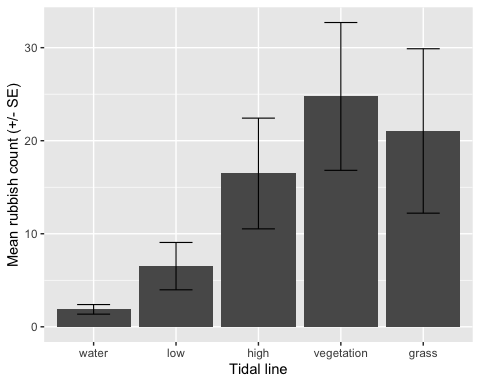 Mean rubbish count (+/- SE)
30
20
10
0
water low high vegetation grass
Tidal line